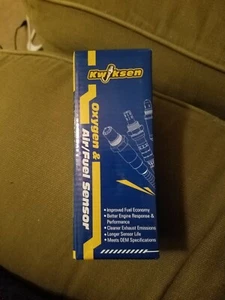 KwikSen
Oxygen &
Air/Fuel Sensor
• Improved Fuel Economy
• Better Engine Response &
Performance
• Cleaner Exhaust Emissions
• Longer Sensor Life
• Meets OEM Specifications